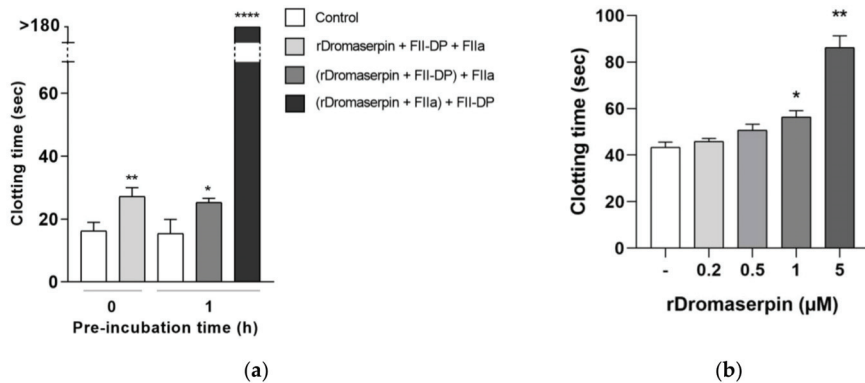 >180
60
40
20
0
Clotting time (sec)
****
**
*
0
1
Pre-incubation time (h)
Control
rDromaserpin + FII-DP + FIIa
(rDromaserpin + FII-DP) + FIIa
(rDromaserpin + FIIa) + FII-DP
(a)
100
80
60
40
20
0
Clotting time (sec)
*
**
-
0.2
0.5
1
5
rDromaserpin (µM)
(b)